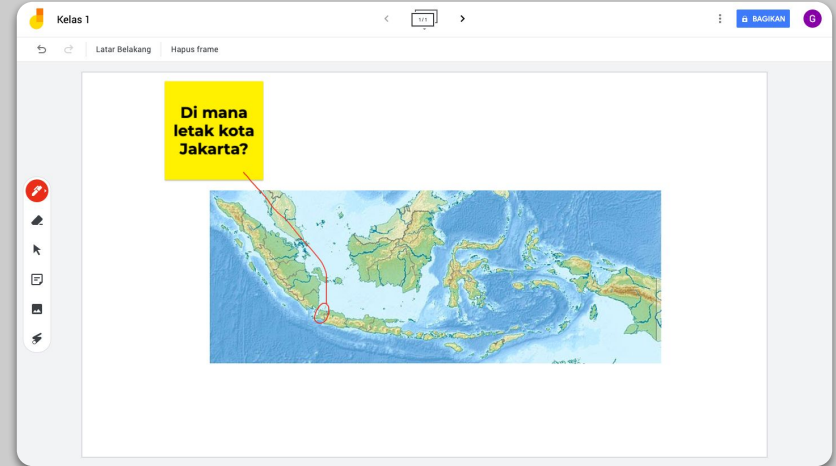 Kelas 1
1/1
BAGIKAN
G
Latar Belakang
Hapus frame
Di mana
letak kota
Jakarta?